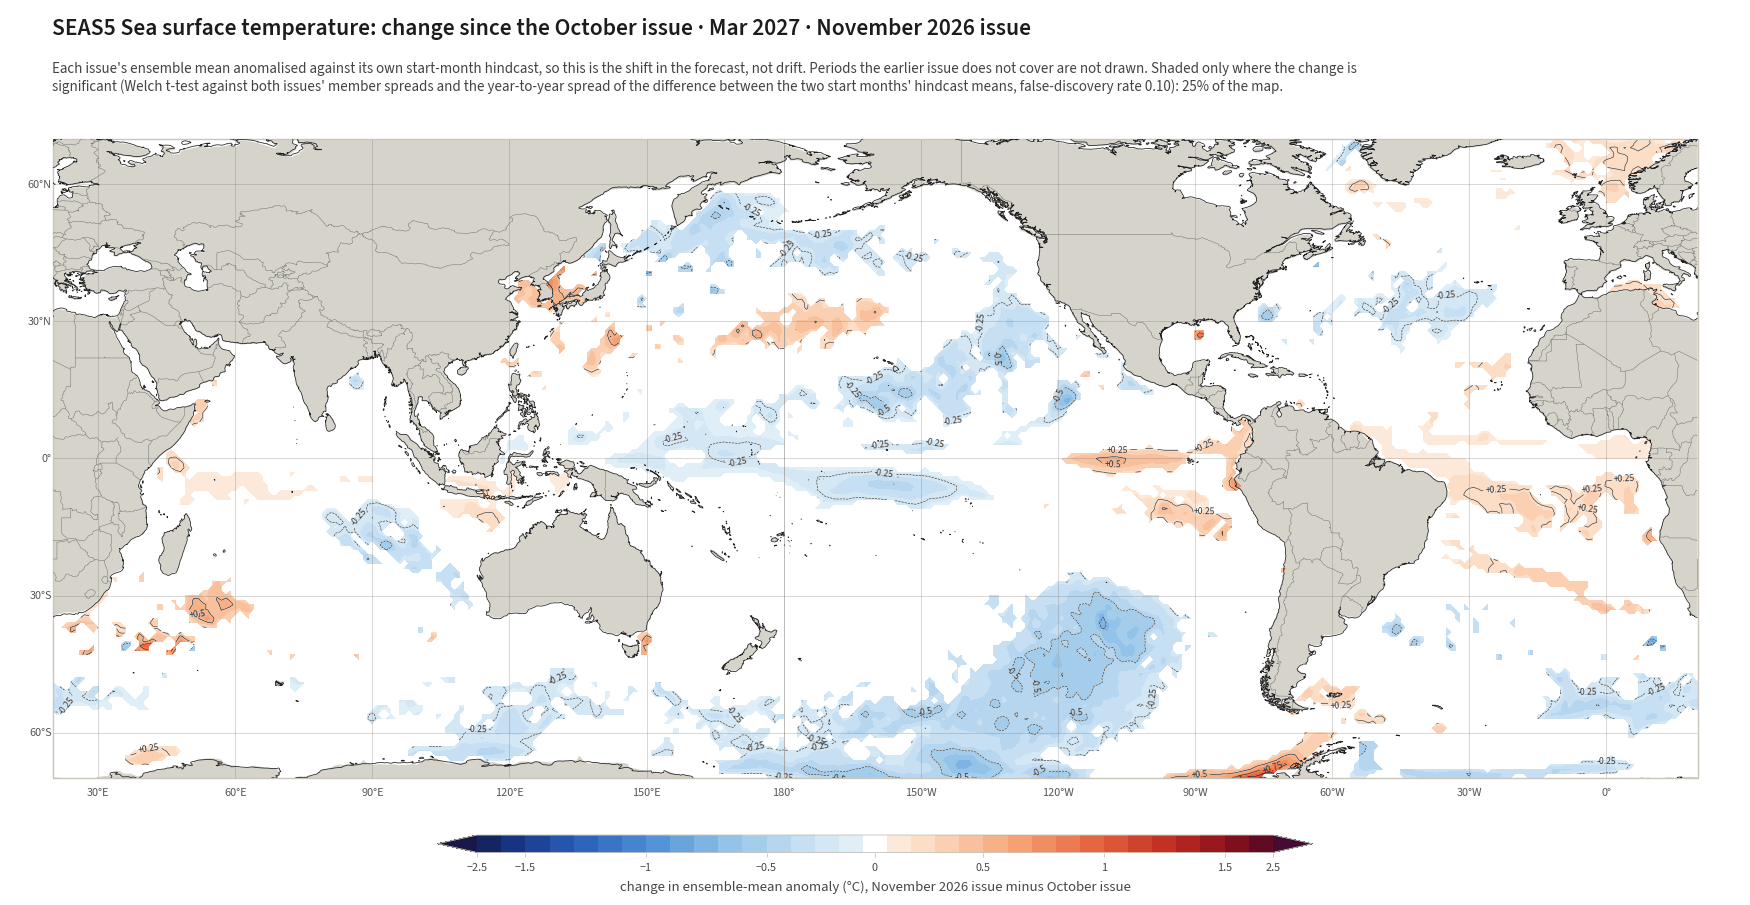 SEAS5 Sea surface temperature: change since the October issue · Mar 2027 · November 2026 issue
Each issue's ensemble mean anomalised against its own start-month hindcast, so this is the shift in the forecast, not drift. Periods the earlier issue does not cover are not drawn. Shaded only where the change is
significant (Welch t-test against both issues' member spreads and the year-to-year spread of the difference between the two start months' hindcast means, false-discovery rate 0.10): 25% of the map.
60°N
30°N
0°
30°S
60°S
30°E 60°E 90°E 120°E 150°E 180° 150°W 120°W 90°W 60°W 30°W 0°
−2.5 −1.5 −1 −0.5 0 0.5 1 1.5 2.5
change in ensemble-mean anomaly (°C), November 2026 issue minus October issue